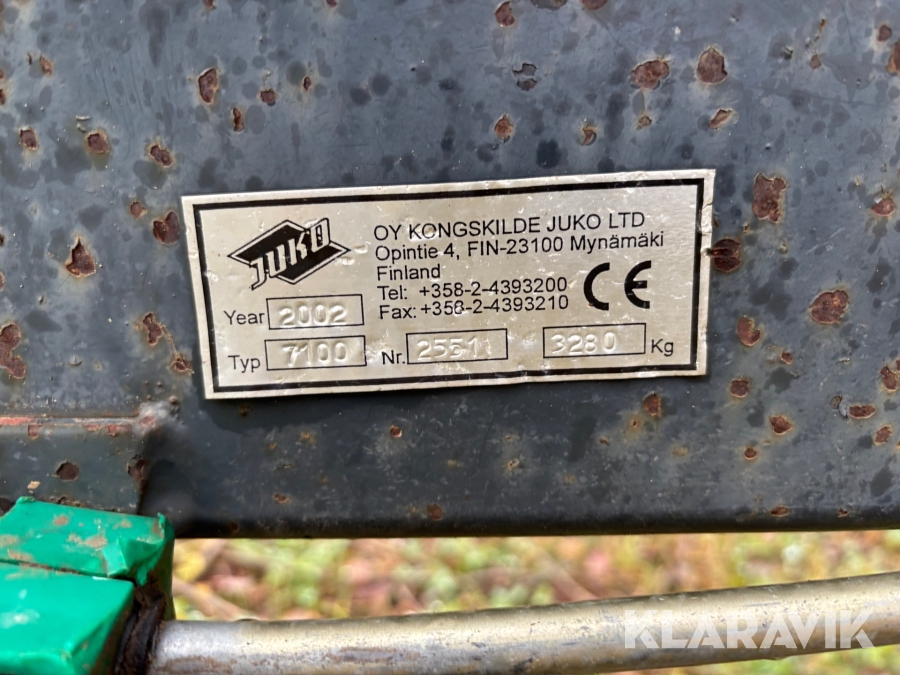 JUKO
OY KONGSKILDE JUKO LTD
Opintie 4, FIN-23100 Mynämäki
Finland
Tel: +358-2-4393200
Fax: +358-2-4393210
CE
Year 2002
Typ 7100 Nr. 2551 3280 Kg
KLARAVIK